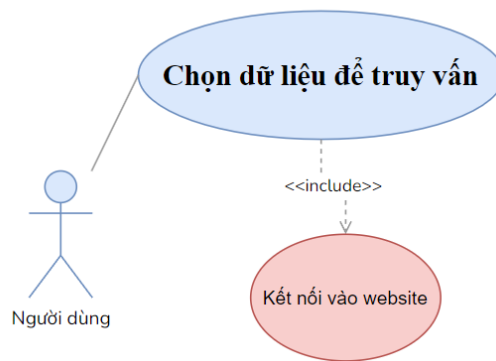 Chọn dữ liệu để truy vấn
<<include>>
Kết nối vào website
Người dùng